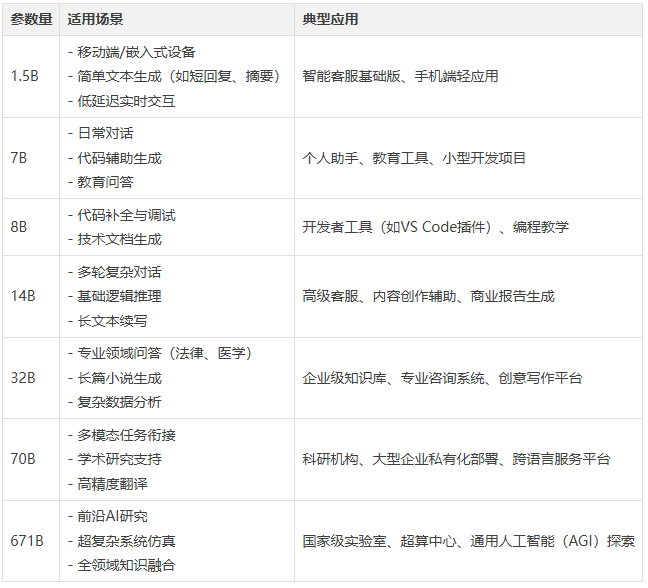 参数量 适用场景 典型应用
1.5B
- 移动端/嵌入式设备
- 简单文本生成（如短回复、摘要）
- 低延迟实时交互
智能客服基础版、手机端轻应用
7B
- 日常对话
- 代码辅助生成
- 教育问答
个人助手、教育工具、小型开发项目
8B
- 代码补全与调试
- 技术文档生成
开发者工具（如VS Code插件）、编程教学
14B
- 多轮复杂对话
- 基础逻辑推理
- 长文本续写
高级客服、内容创作辅助、商业报告生成
32B
- 专业领域问答（法律、医学）
- 长篇小说生成
- 复杂数据分析
企业级知识库、专业咨询系统、创意写作平台
70B
- 多模态任务衔接
- 学术研究支持
- 高精度翻译
科研机构、大型企业私有化部署、跨语言服务平台
671B
- 前沿AI研究
- 超复杂系统仿真
- 全领域知识融合
国家级实验室、超算中心、通用人工智能（AGI）探索